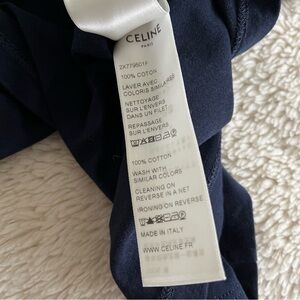 CELINE
PARIS
100% COTON
LAVER AVEC
COLORIS SIMILAIRES
NETTOYAGE
SUR L'ENVERS
DANS UN FILET
REPASSAGE
SUR L'ENVERS
100% COTTON
WASH WITH
SIMILAR COLORS
CLEANING ON
REVERSE IN A NET
IRONING ON REVERSE
MADE IN ITALY
WWW.CELINE.FR